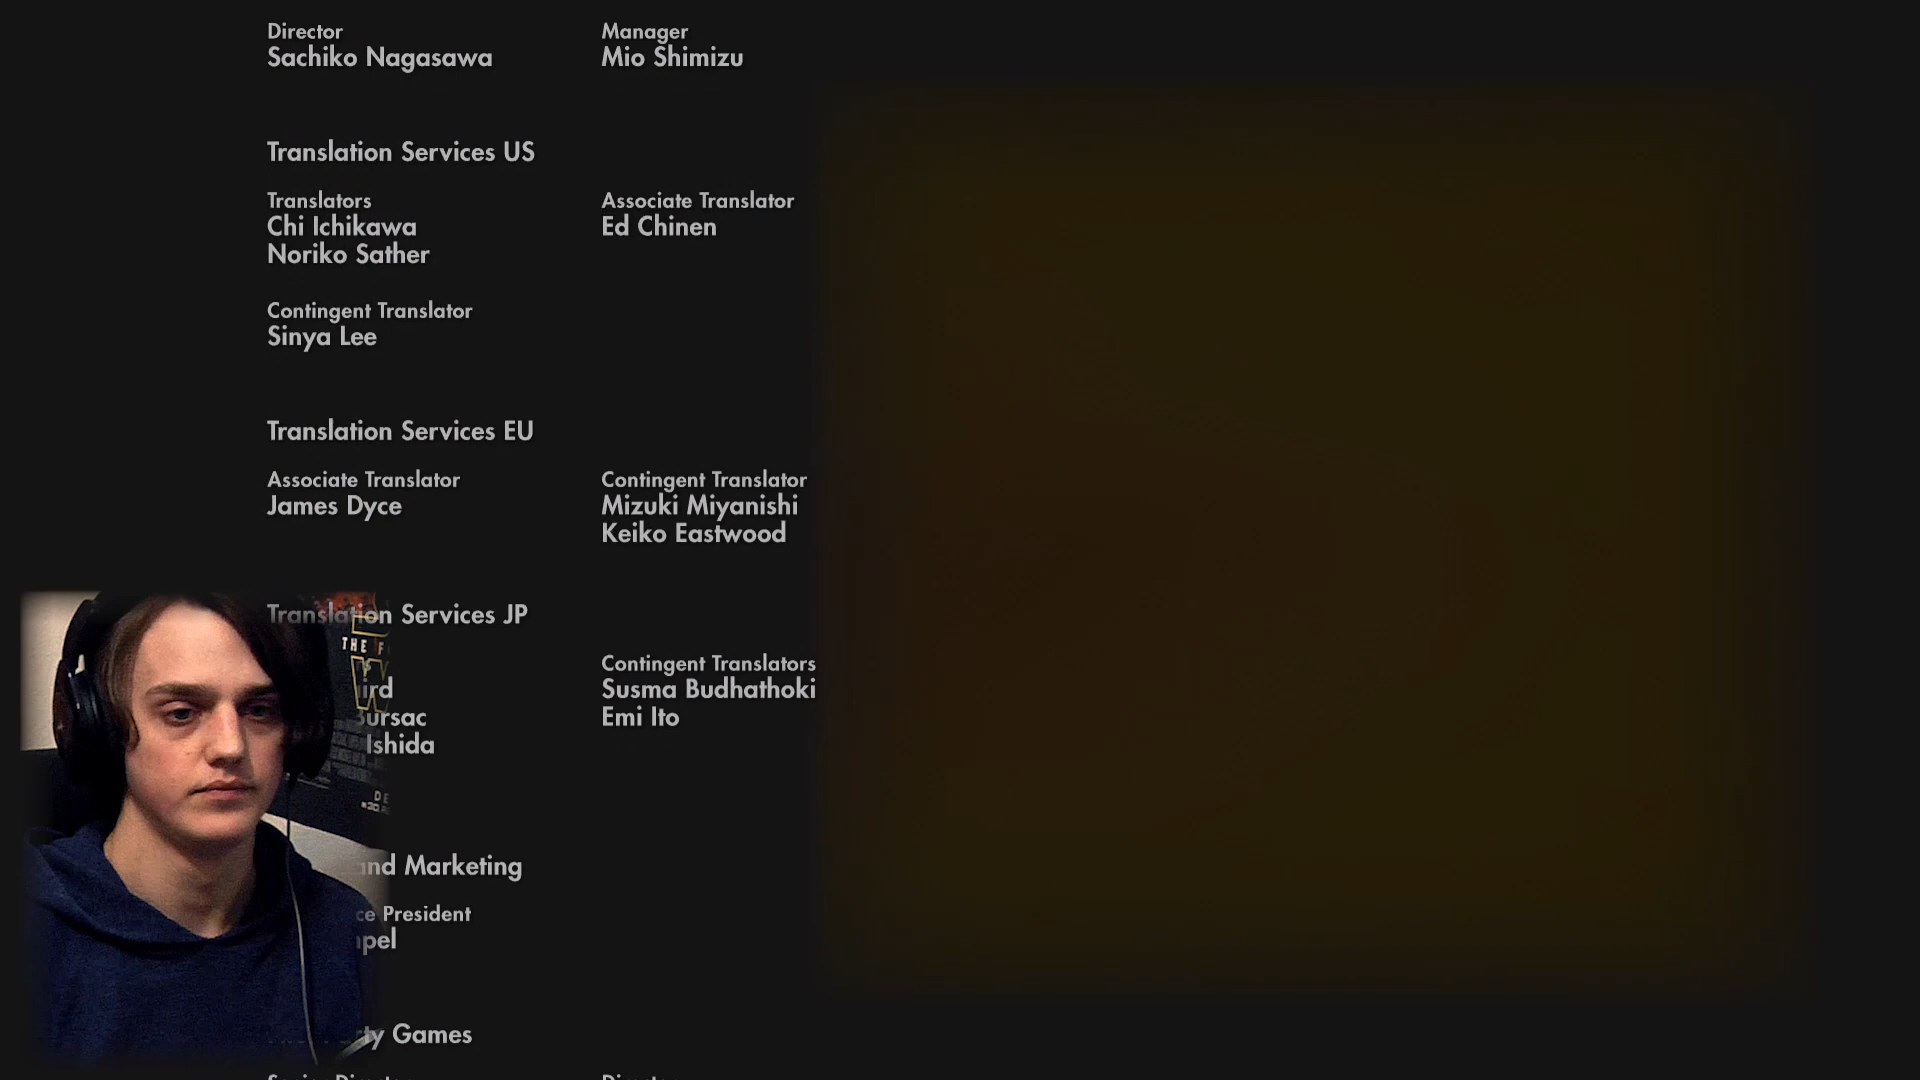 Director
Sachiko Nagasawa
Manager
Mio Shimizu
Translation Services US
Translators
Chi Ichikawa
Noriko Sather
Associate Translator
Ed Chinen
Contingent Translator
Sinya Lee
Translation Services EU
Associate Translator
James Dyce
Contingent Translator
Mizuki Miyanishi
Keiko Eastwood
Translation Services JP
THE
Ishida
Contingent Translators
Susma Budhathoki
Emi Ito
and Marketing
President
Games